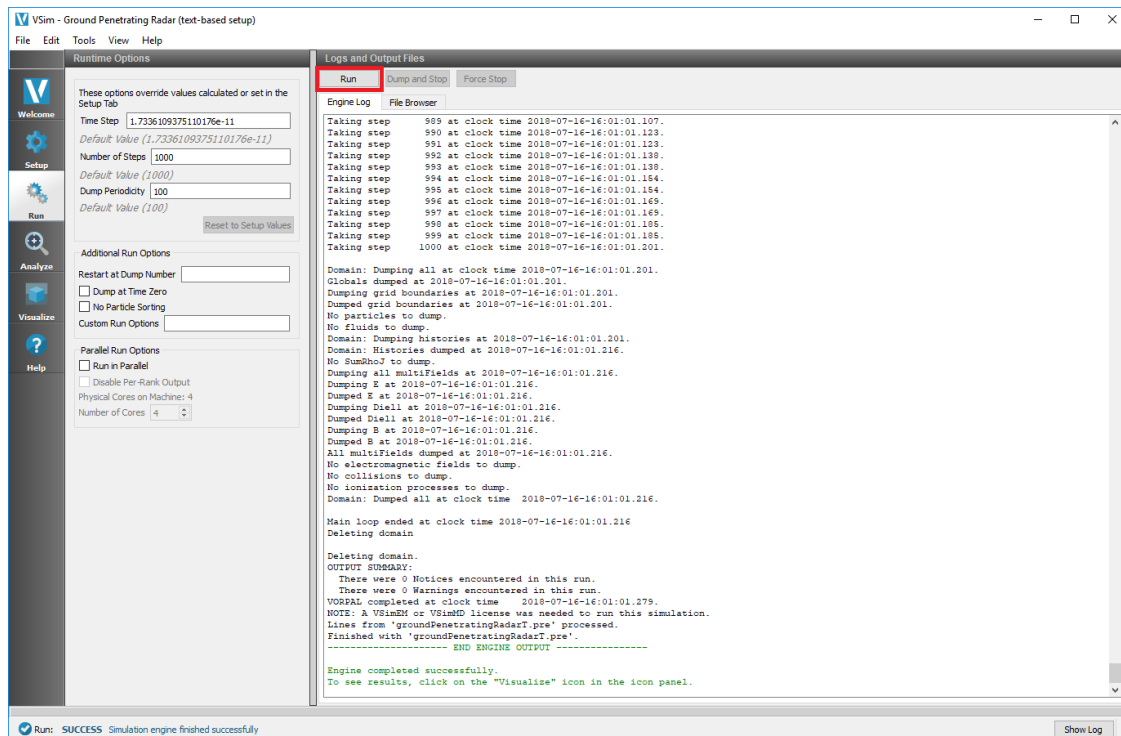 VSim - Ground Penetrating Radar (text-based setup)
File Edit Tools View Help
Runtime Options
These options override values calculated or set in the
Setup Tab
Time Step 1.7336109375110176e-11
Default Value (1.7336109375110176e-11)
Number of Steps 1000
Default Value (1000)
Dump Periodicity 100
Default Value (100)
Reset to Setup Values
Additional Run Options
Restart at Dump Number
Dump at Time Zero
No Particle Sorting
Custom Run Options
Parallel Run Options
Run in Parallel
Disable Per-Rank Output
Physical Cores on Machine: 4
Number of Cores 4
Welcome
Setup
Run
Analyze
Visualize
Help
Logs and Output Files
Run Dump and Stop Force Stop
Engine Log File Browser
Taking step 989 at clock time 2018-07-16-16:01:01.107.
Taking step 990 at clock time 2018-07-16-16:01:01.123.
Taking step 991 at clock time 2018-07-16-16:01:01.123.
Taking step 992 at clock time 2018-07-16-16:01:01.138.
Taking step 993 at clock time 2018-07-16-16:01:01.138.
Taking step 994 at clock time 2018-07-16-16:01:01.154.
Taking step 995 at clock time 2018-07-16-16:01:01.154.
Taking step 996 at clock time 2018-07-16-16:01:01.169.
Taking step 997 at clock time 2018-07-16-16:01:01.169.
Taking step 998 at clock time 2018-07-16-16:01:01.185.
Taking step 999 at clock time 2018-07-16-16:01:01.185.
Taking step 1000 at clock time 2018-07-16-16:01:01.201.
Domain: Dumping all at clock time 2018-07-16-16:01:01.201.
Globals dumped at 2018-07-16-16:01:01.201.
Dumping grid boundaries at 2018-07-16-16:01:01.201.
Dumped grid boundaries at 2018-07-16-16:01:01.201.
No particles to dump.
No fluids to dump.
Domain: Dumping histories at 2018-07-16-16:01:01.201.
Domain: Histories dumped at 2018-07-16-16:01:01.216.
No SumRhoJ to dump.
Dumping all multiFields at 2018-07-16-16:01:01.216.
Dumping E at 2018-07-16-16:01:01.216.
Dumped E at 2018-07-16-16:01:01.216.
Dumping Diell at 2018-07-16-16:01:01.216.
Dumped Diell at 2018-07-16-16:01:01.216.
Dumping B at 2018-07-16-16:01:01.216.
Dumped B at 2018-07-16-16:01:01.216.
All multiFields dumped at 2018-07-16-16:01:01.216.
No electromagnetic fields to dump.
No collisions to dump.
No ionization processes to dump.
Domain: Dumped all at clock time 2018-07-16-16:01:01.216.
Main loop ended at clock time 2018-07-16-16:01:01.216
Deleting domain
Deleting domain.
OUTPUT SUMMARY:
There were 0 Notices encountered in this run.
There were 0 Warnings encountered in this run.
VORPAL completed at clock time 2018-07-16-16:01:01.279.
NOTE: A VSimEM or VSimMD license was needed to run this simulation.
Lines from 'groundPenetratingRadarT.pre' processed.
Finished with 'groundPenetratingRadarT.pre'.
--------------------- END ENGINE OUTPUT ----------------
Engine completed successfully.
To see results, click on the "Visualize" icon in the icon panel.
Run: SUCCESS Simulation engine finished successfully
Show Log